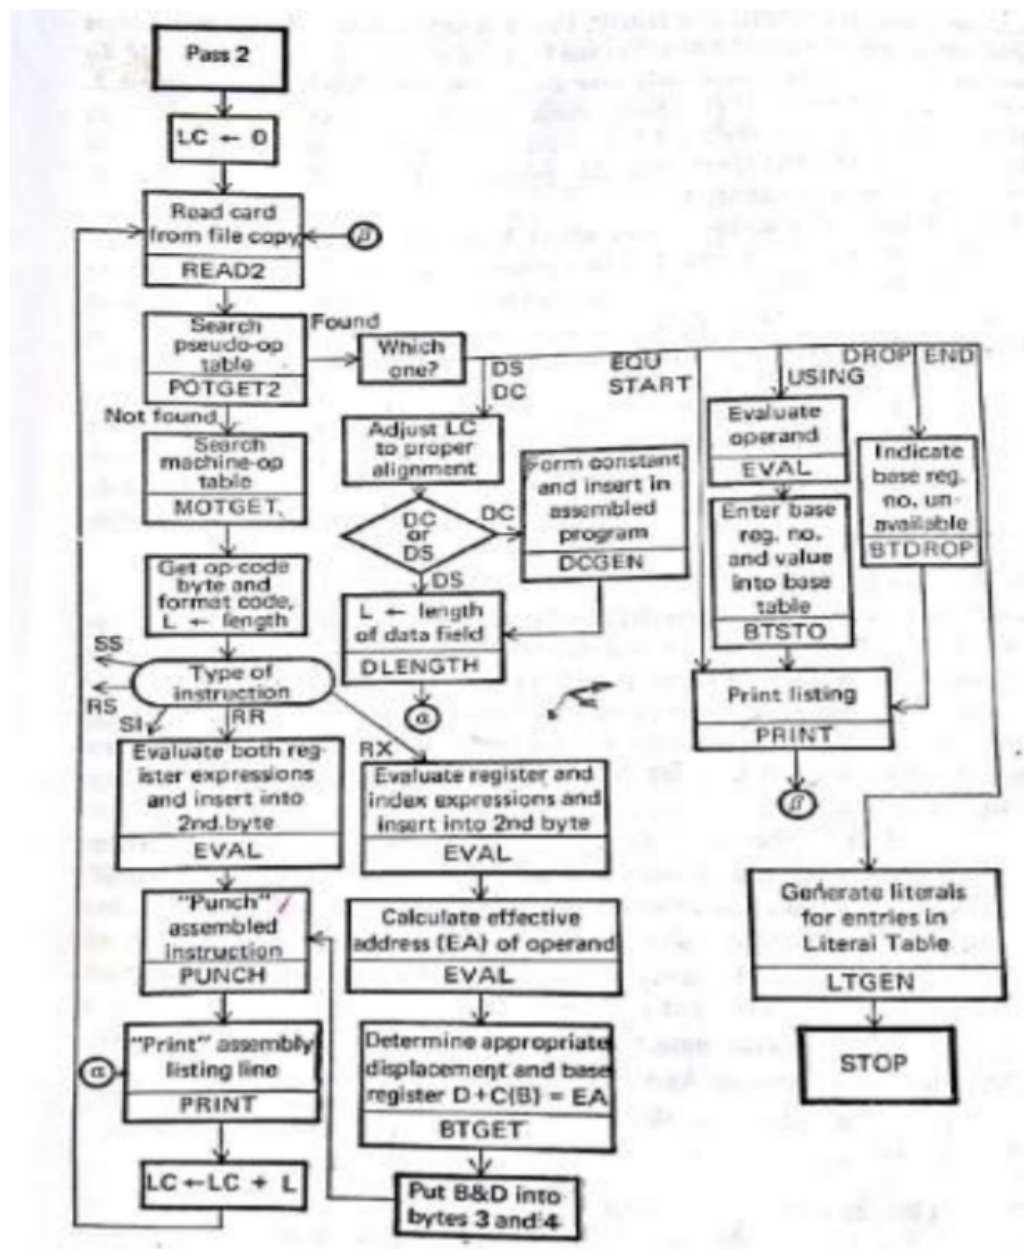 Pass 2
LC ← 0
Read card
from file copy
β
READ2
Search
pseudo-op
table
POTGET2
Found
Which
one?
DS
DC
EQU
START
USING
DROP
END
Not found
Search
machine-op
table
MOTGET
Adjust LC
to proper
alignment
DC
or
DS
DC
DS
Form constant
and insert in
assembled
program
DCGEN
L ← length
of data field
DLENGTH
α
Evaluate
operand
EVAL
Enter base
reg. no.
and value
into base
table
BTSTO
Indicate
base reg.
no. un-
available
BTDROP
Print listing
PRINT
β
Get op-code
byte and
format code,
L ← length
Type of
instruction
SS
RS
SI
RR
RX
Evaluate both reg-
ister expressions
and insert into
2nd.byte
EVAL
Evaluate register and
index expressions and
insert into 2nd byte
EVAL
"Punch"
assembled
instruction
PUNCH
Calculate effective
address (EA) of operand
EVAL
α
"Print" assembly
listing line
PRINT
Determine appropriate
displacement and base
register D+C(B) = EA
BTGET
LC←LC + L
Put B&D into
bytes 3 and 4
Generate literals
for entries in
Literal Table
LTGEN
STOP